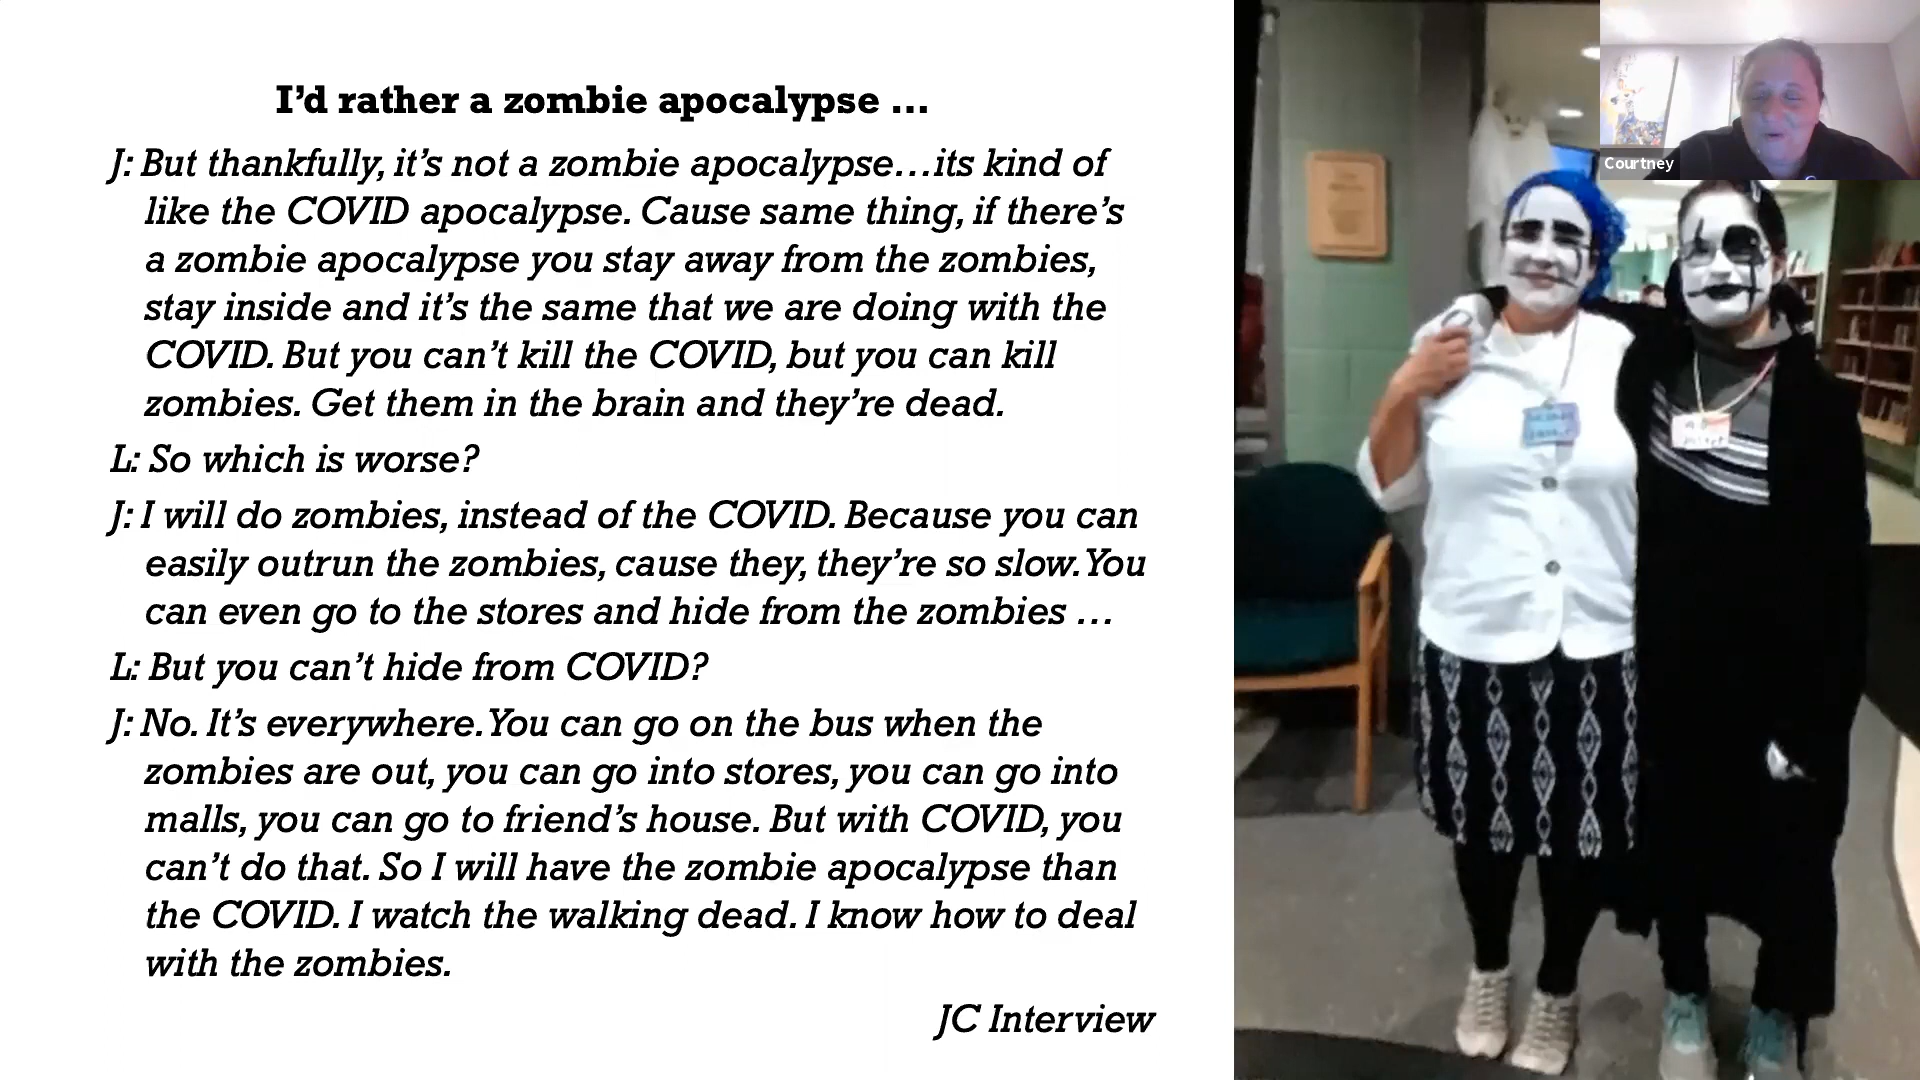 I’d rather a zombie apocalypse …
J: But thankfully, it’s not a zombie apocalypse…its kind of
like the COVID apocalypse. Cause same thing, if there’s
a zombie apocalypse you stay away from the zombies,
stay inside and it’s the same that we are doing with the
COVID. But you can’t kill the COVID, but you can kill
zombies. Get them in the brain and they’re dead.
L: So which is worse?
J: I will do zombies, instead of the COVID. Because you can
easily outrun the zombies, cause they, they’re so slow. You
can even go to the stores and hide from the zombies …
L: But you can’t hide from COVID?
J: No. It’s everywhere. You can go on the bus when the
zombies are out, you can go into stores, you can go into
malls, you can go to friend’s house. But with COVID, you
can’t do that. So I will have the zombie apocalypse than
the COVID. I watch the walking dead. I know how to deal
with the zombies.
JC Interview
Courtney